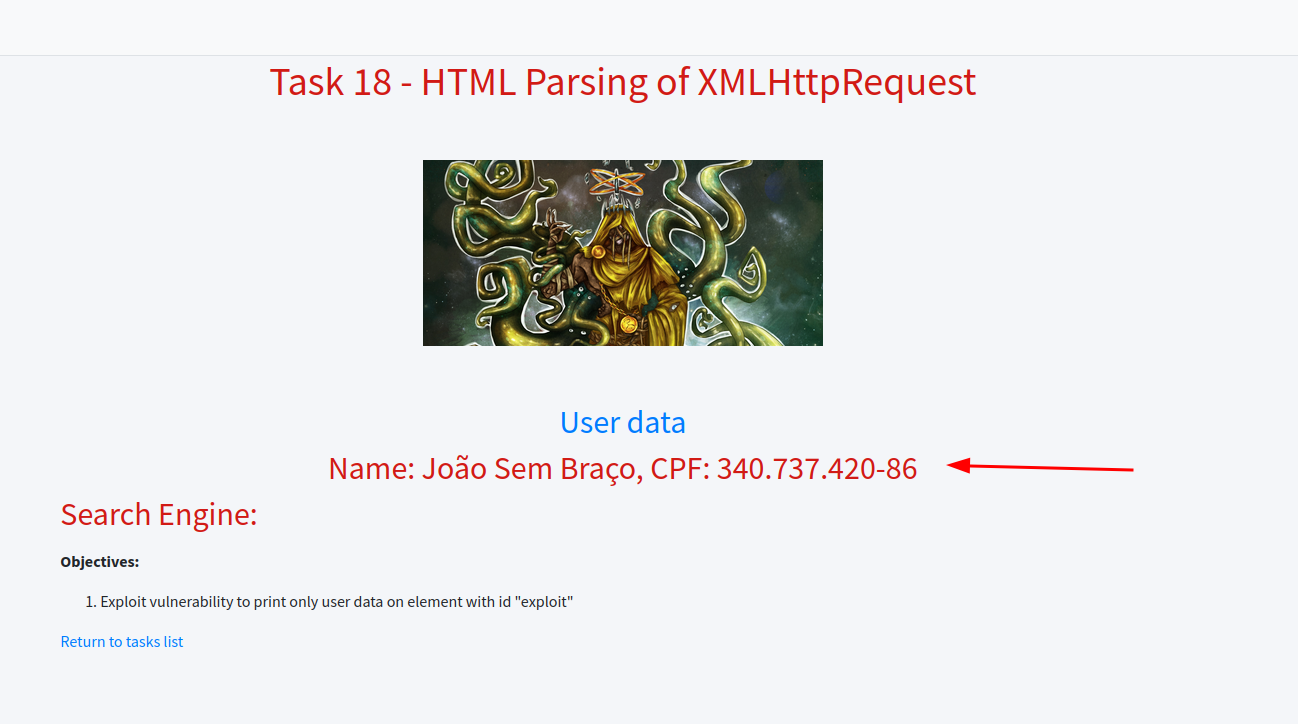 Task 18 - HTML Parsing of XMLHttpRequest
User data
Name: João Sem Braço, CPF: 340.737.420-86
Search Engine:
Objectives:
1. Exploit vulnerability to print only user data on element with id "exploit"
Return to tasks list